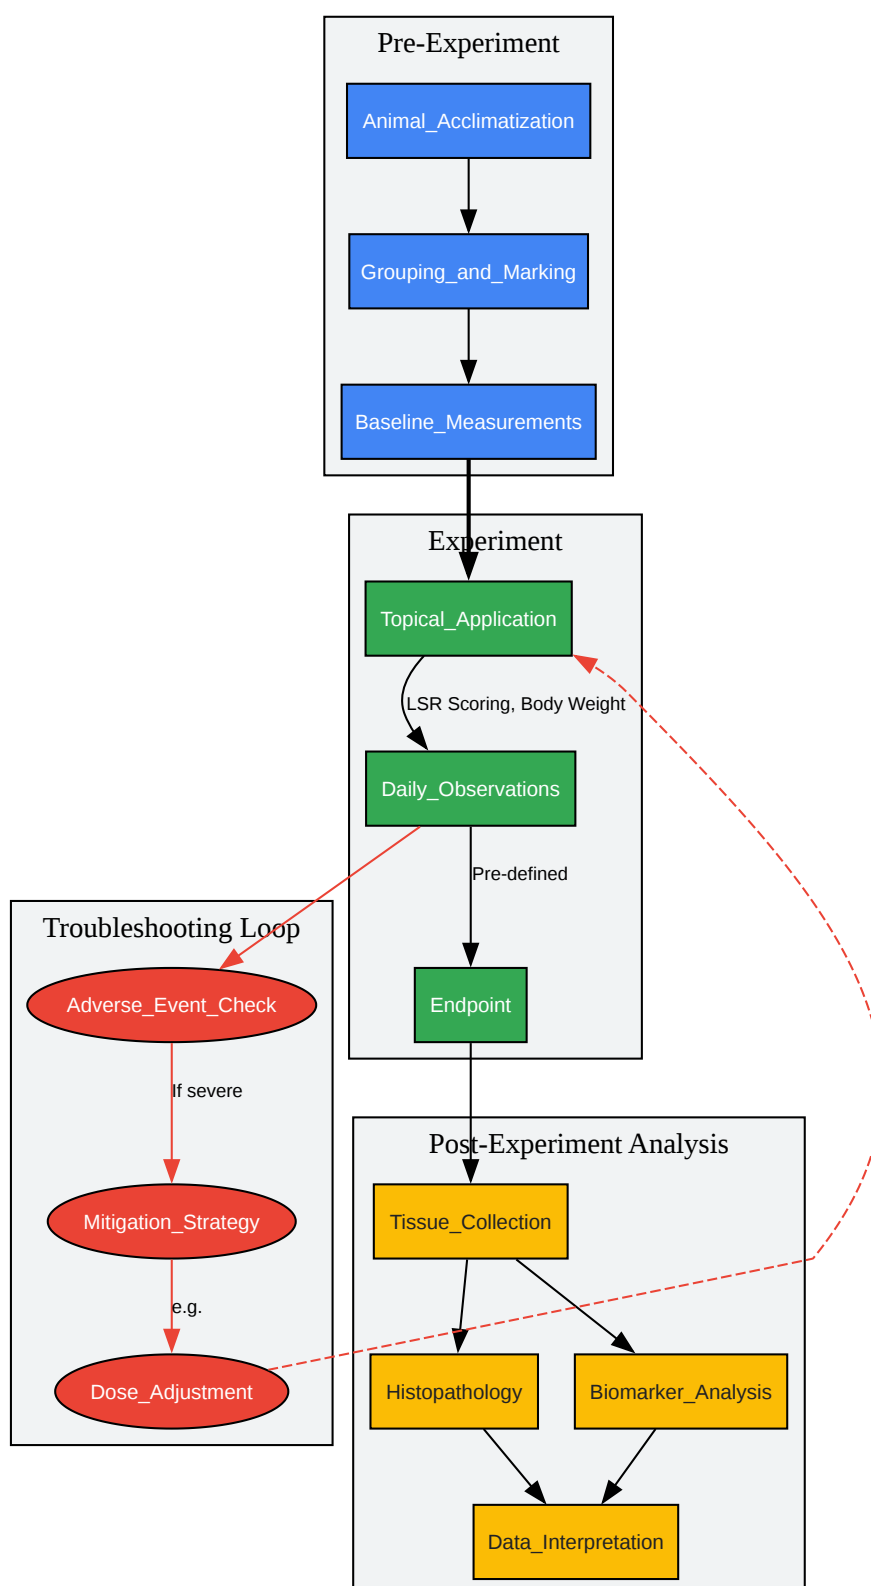 Pre-Experiment
Animal_Acclimatization
Grouping_and_Marking
Baseline_Measurements
Experiment
Topical_Application
LSR Scoring, Body Weight
Daily_Observations
Pre-defined
Endpoint
Troubleshooting Loop
Adverse_Event_Check
If severe
Mitigation_Strategy
e.g.
Dose_Adjustment
Post-Experiment Analysis
Tissue_Collection
Histopathology
Biomarker_Analysis
Data_Interpretation